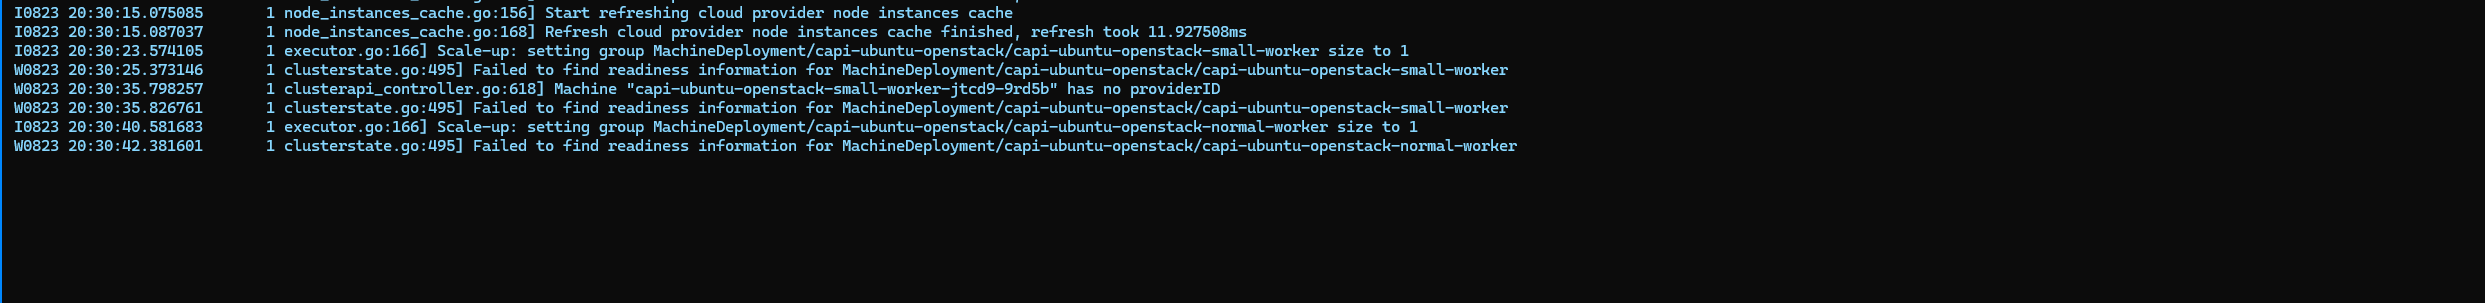 I0823 20:30:15.075085       1 node_instances_cache.go:156] Start refreshing cloud provider node instances cache
I0823 20:30:15.087037       1 node_instances_cache.go:168] Refresh cloud provider node instances cache finished, refresh took 11.927508ms
I0823 20:30:23.574105       1 executor.go:166] Scale-up: setting group MachineDeployment/capi-ubuntu-openstack/capi-ubuntu-openstack-small-worker size to 1
W0823 20:30:25.373146       1 clusterstate.go:495] Failed to find readiness information for MachineDeployment/capi-ubuntu-openstack/capi-ubuntu-openstack-small-worker
W0823 20:30:35.798257       1 clusterapi_controller.go:618] Machine "capi-ubuntu-openstack-small-worker-jtcd9-9rd5b" has no providerID
W0823 20:30:35.826761       1 clusterstate.go:495] Failed to find readiness information for MachineDeployment/capi-ubuntu-openstack/capi-ubuntu-openstack-small-worker
I0823 20:30:40.581683       1 executor.go:166] Scale-up: setting group MachineDeployment/capi-ubuntu-openstack/capi-ubuntu-openstack-normal-worker size to 1
W0823 20:30:42.381601       1 clusterstate.go:495] Failed to find readiness information for MachineDeployment/capi-ubuntu-openstack/capi-ubuntu-openstack-normal-worker